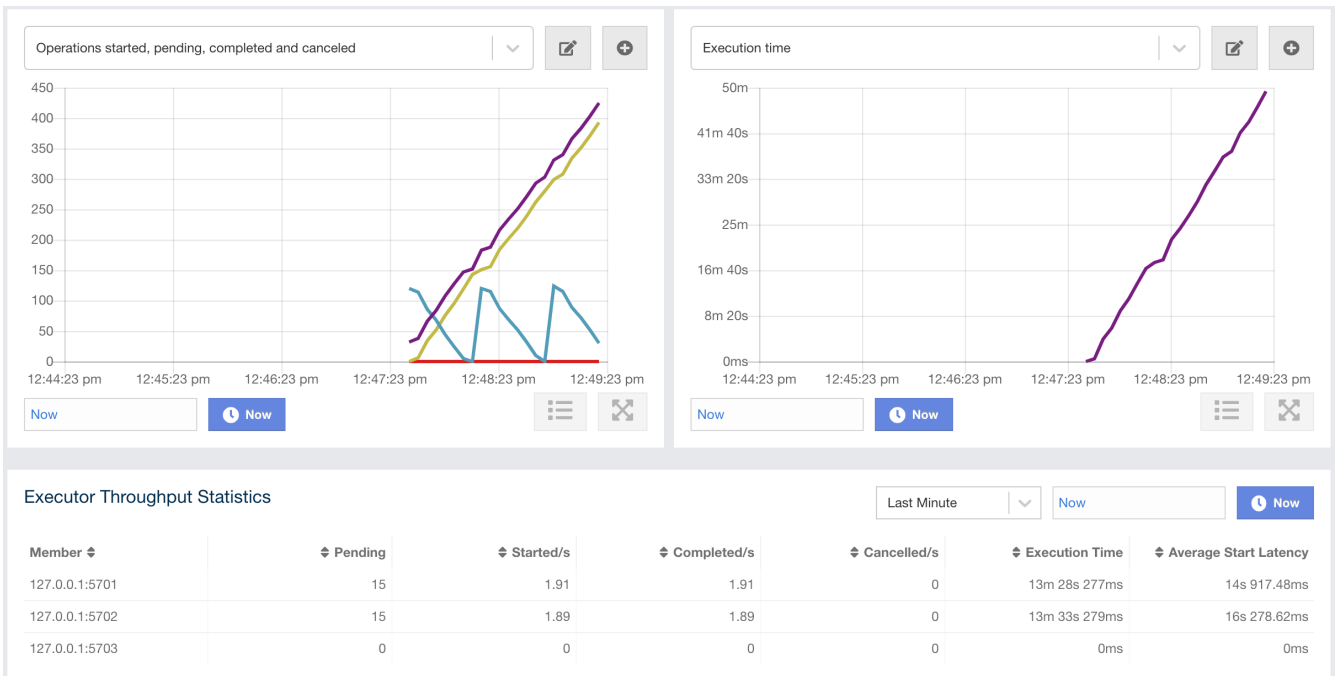 Operations started, pending, completed and canceled
450
400
350
300
250
200
150
100
50
0
12:44:23 pm 12:45:23 pm 12:46:23 pm 12:47:23 pm 12:48:23 pm 12:49:23 pm
Now Now
Execution time
50m
41m 40s
33m 20s
25m
16m 40s
8m 20s
0ms
12:44:23 pm 12:45:23 pm 12:46:23 pm 12:47:23 pm 12:48:23 pm 12:49:23 pm
Now Now
Executor Throughput Statistics Last Minute Now Now
Member Pending Started/s Completed/s Cancelled/s Execution Time Average Start Latency
127.0.0.1:5701 15 1.91 1.91 0 13m 28s 277ms 14s 917.48ms
127.0.0.1:5702 15 1.89 1.89 0 13m 33s 279ms 16s 278.62ms
127.0.0.1:5703 0 0 0 0 0ms 0ms